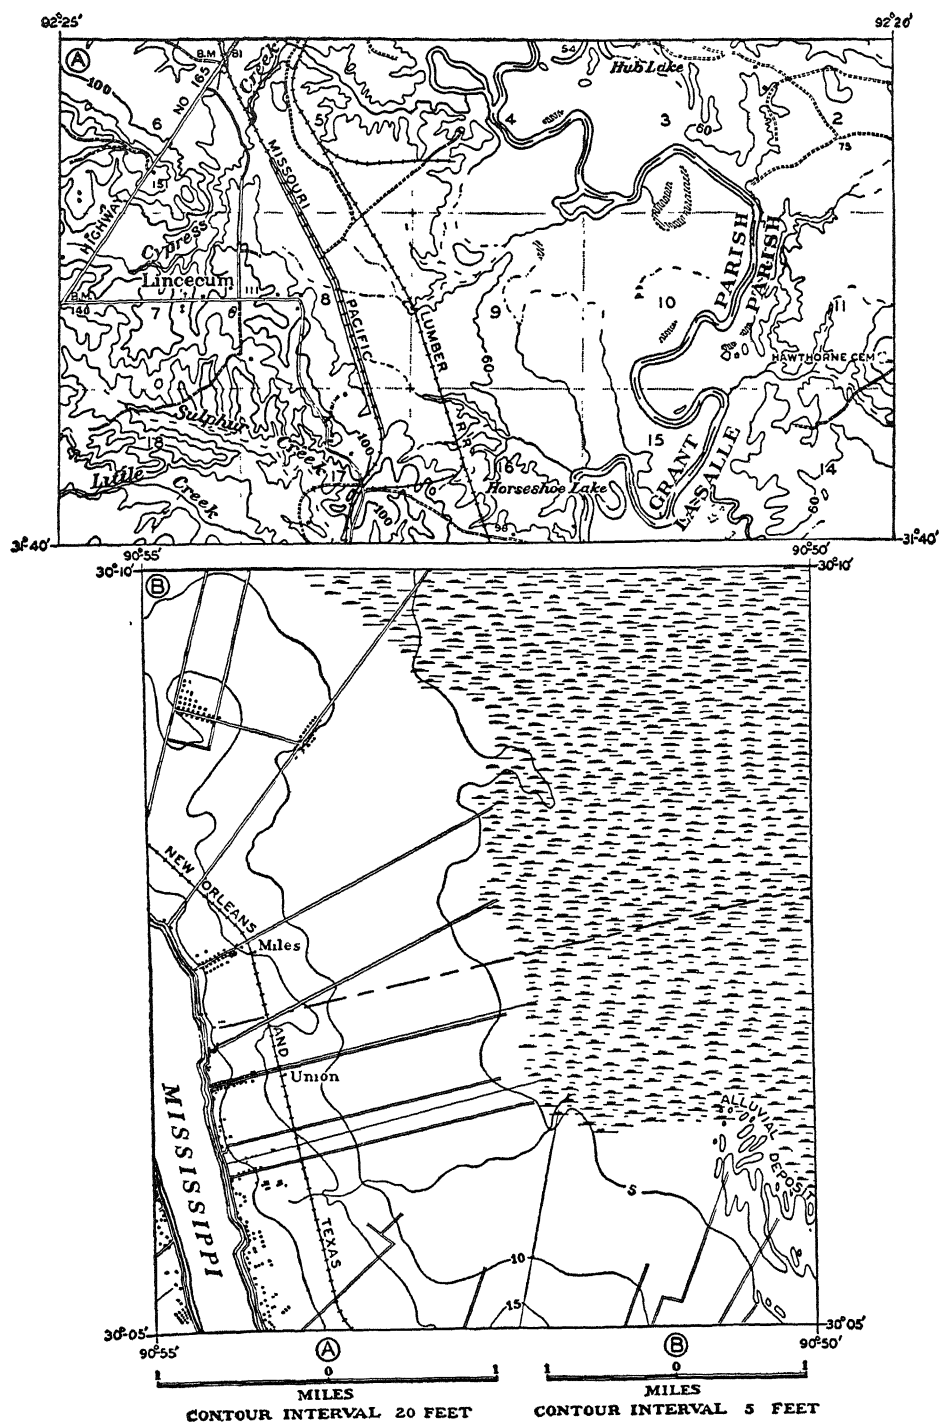 92°25'
92°20'
A
B.M. 81
Creek
54
Hub Lake
100
NO 165
6
5
4
3
60
2
75
MISSOURI
151
HIGHWAY
Cypress
LUMBER
PARISH
PARISH
Lincecum
111
B.M.
140
7
8
8
PACIFIC
9
10
11
60
HAWTHORNE CEM
Sulphur
Creek
18
17
100
R.R.
16
15
14
GRANT
LASALLE
Little
Creek
Horseshoe Lake
100
98
60
31°40'
31°40'
90°55'
90°50'
30°10'
30°10'
B
NEW ORLEANS
Miles
AND
Union
MISSISSIPPI
ALLUVIAL
DEPOSIT
5
TEXAS
10
15
30°05'
30°05'
90°55'
90°50'
A
B
1 0 1
1 0 1
MILES
MILES
CONTOUR INTERVAL 20 FEET
CONTOUR INTERVAL 5 FEET